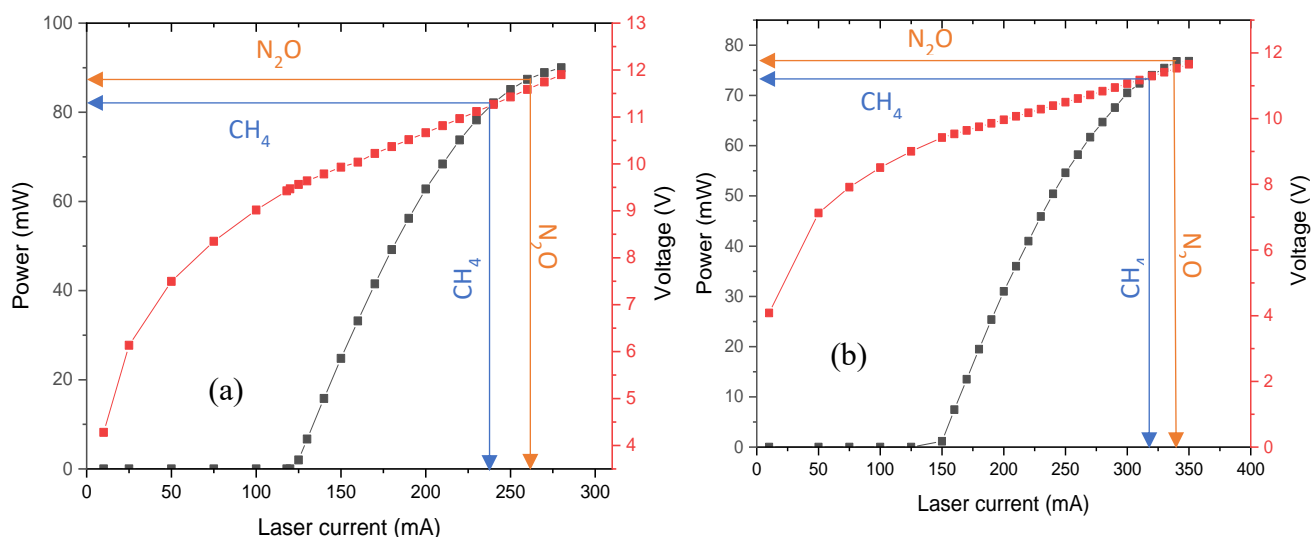 100
80
60
40
20
0
Power (mW)
N₂O
CH₄
CH₄
N₂O
(a)
13
12
11
10
9
8
7
6
5
4
Voltage (V)
0 50 100 150 200 250 300
Laser current (mA)
80
70
60
50
40
30
20
10
0
Power (mW)
N₂O
CH₄
CH₄
N₂O
(b)
12
10
8
6
4
2
0
Voltage (V)
0 50 100 150 200 250 300 350 400
Laser current (mA)